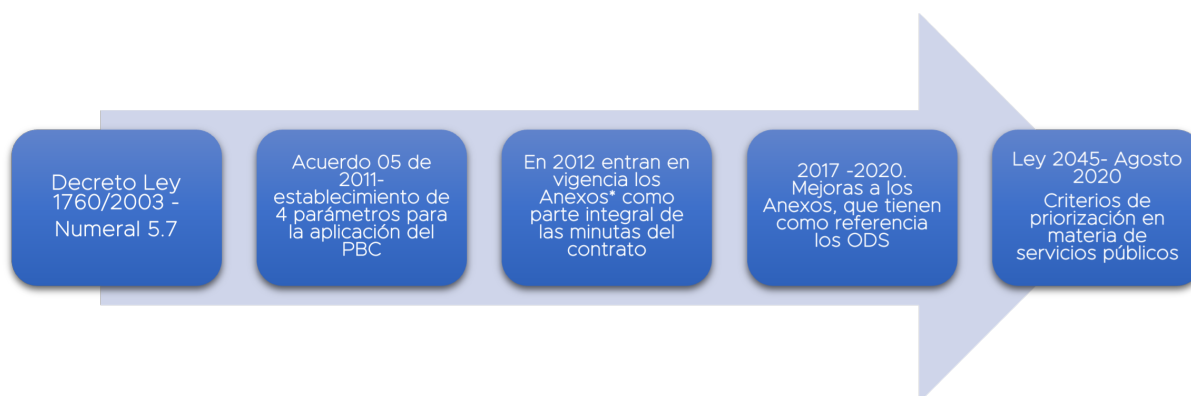 Decreto Ley
1760/2003 -
Numeral 5.7
Acuerdo 05 de
2011-
establecimiento de
4 parámetros para
la aplicación del
PBC
En 2012 entran en
vigencia los
Anexos* como
parte integral de
las minutas del
contrato
2017 -2020.
Mejoras a los
Anexos, que tienen
como referencia
los ODS
Ley 2045- Agosto
2020
Criterios de
priorización en
materia de
servicios públicos